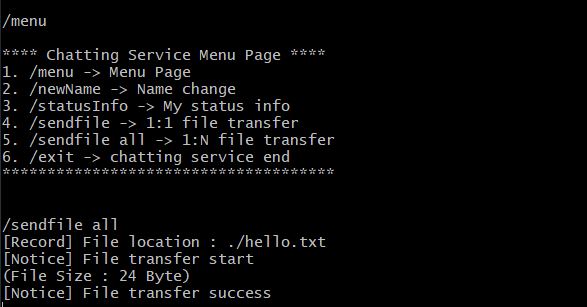 /menu
**** Chatting Service Menu Page ****
1. /menu -> Menu Page
2. /newName -> Name change
3. /statusInfo -> My status info
4. /sendfile -> 1:1 file transfer
5. /sendfile all -> 1:N file transfer
6. /exit -> chatting service end
*************************************
/sendfile all
[Record] File location : ./hello.txt
[Notice] File transfer start
(File Size : 24 Byte)
[Notice] File transfer success